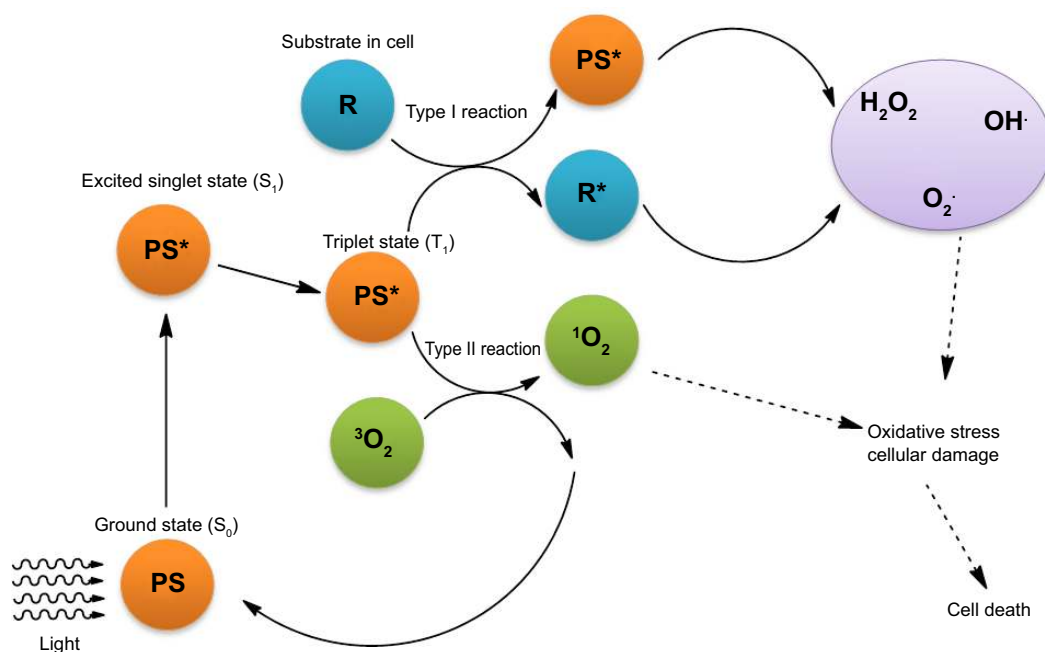 Substrate in cell
R
Type I reaction
PS*
H₂O₂
OH·
O₂·
R*
Excited singlet state (S₁)
PS*
Triplet state (T₁)
PS*
Type II reaction
¹O₂
³O₂
Oxidative stress
cellular damage
Ground state (S₀)
PS
Light
Cell death